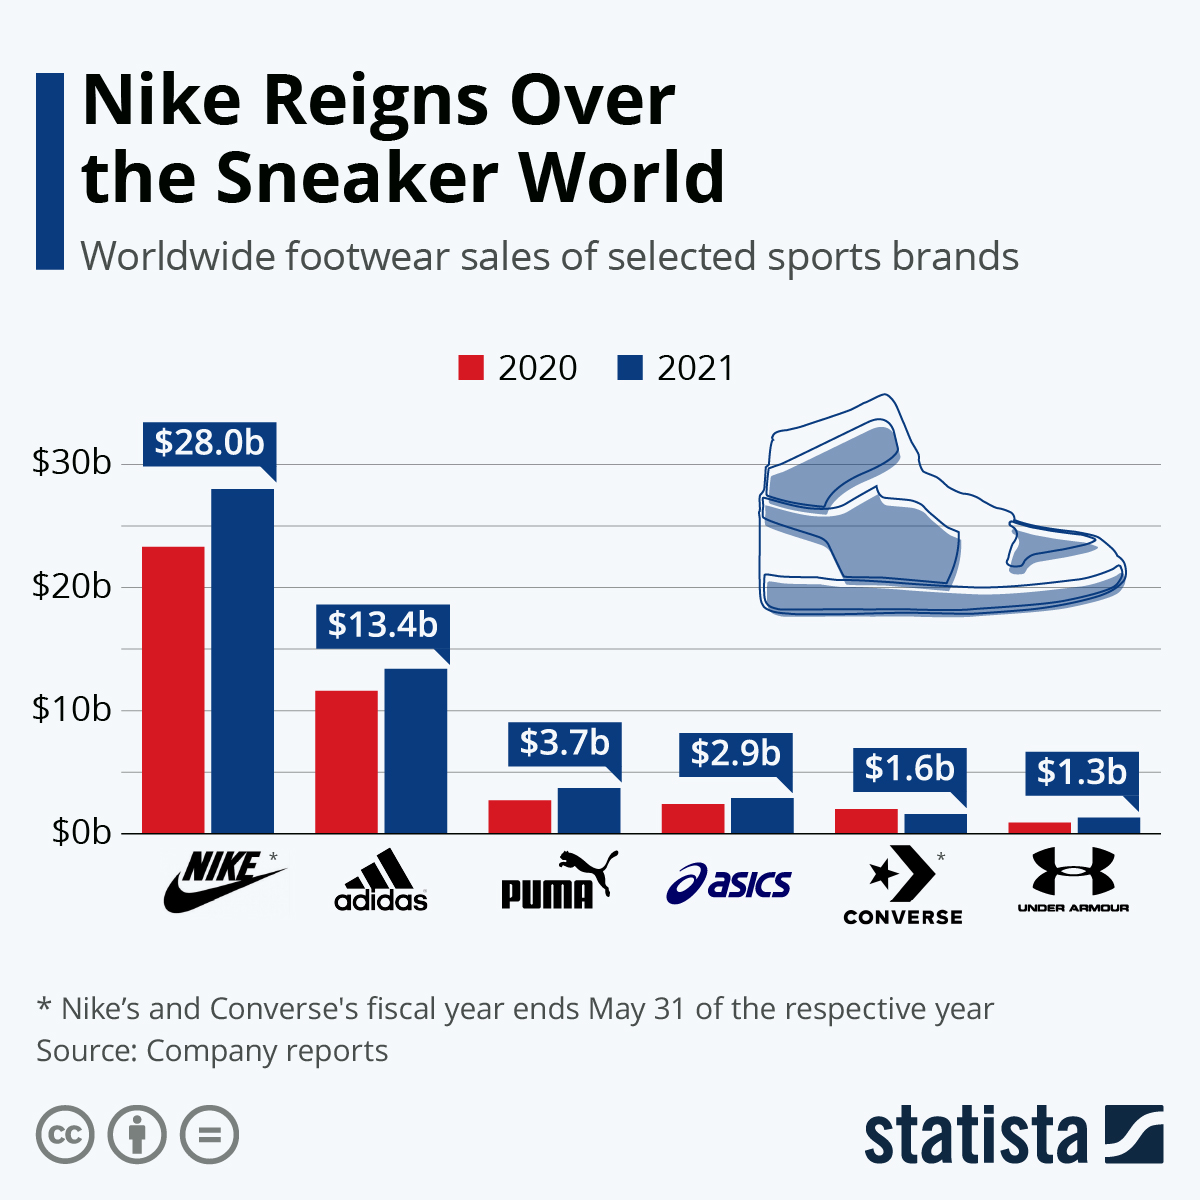 Nike Reigns Over
the Sneaker World
Worldwide footwear sales of selected sports brands
2020 2021
$30b
$20b
$10b
$0b
$28.0b
$13.4b
$3.7b
$2.9b
$1.6b
$1.3b
NIKE *
adidas
PUMA
asics
CONVERSE *
UNDER ARMOUR
* Nike’s and Converse's fiscal year ends May 31 of the respective year
Source: Company reports
cc =
statista